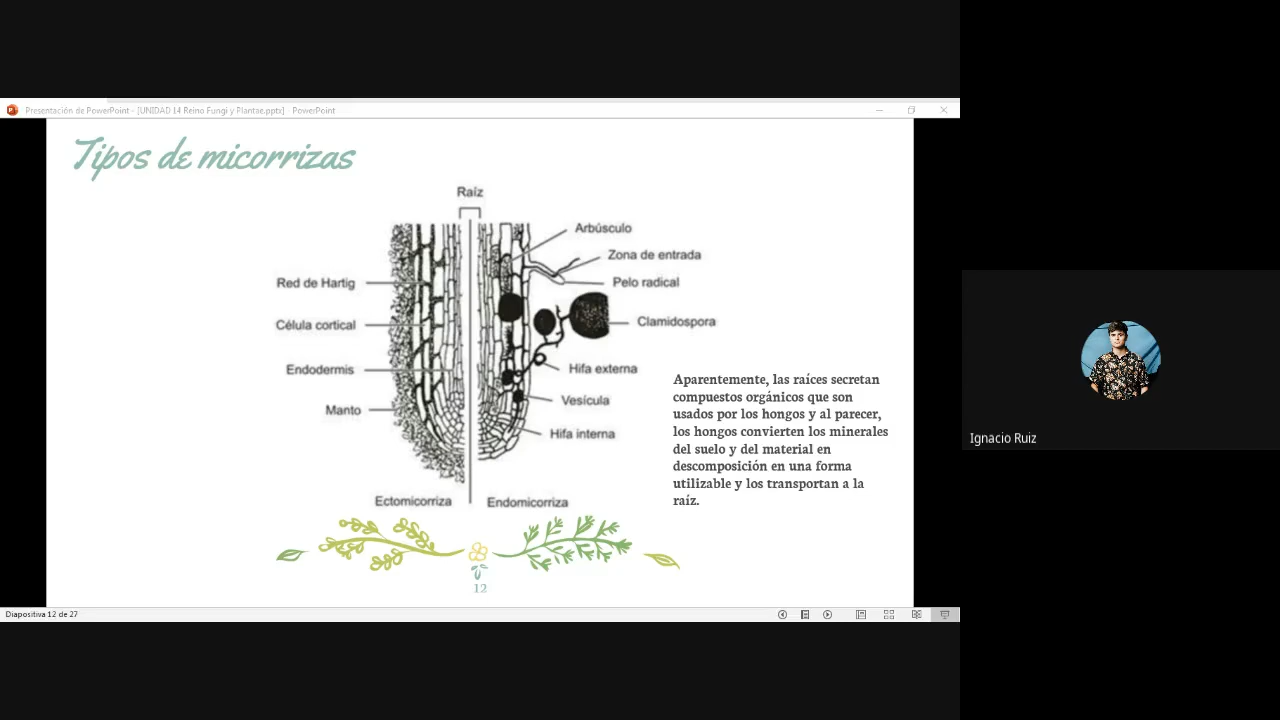 Presentación de PowerPoint - [UNIDAD 14 Reino Fungi y Plantae.pptx] - PowerPoint
Tipos de micorrizas
Raíz
Arbúsculo
Zona de entrada
Red de Hartig
Pelo radical
Célula cortical
Clamidospora
Endodermis
Hifa externa
Vesícula
Manto
Hifa interna
Ectomicorriza
Endomicorriza
Aparentemente, las raíces secretan
compuestos orgánicos que son
usados por los hongos y al parecer,
los hongos convierten los minerales
del suelo y del material en
descomposición en una forma
utilizable y los transportan a la
raíz.
12
Diapositiva 12 de 27
Ignacio Ruiz